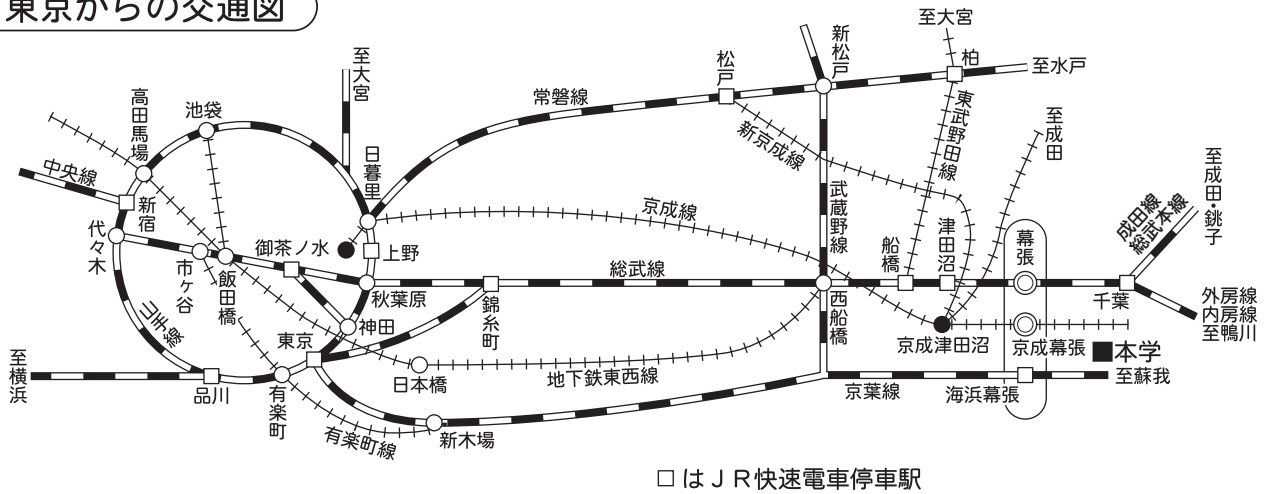 東京からの交通図
至大宮
至大宮
高田馬場
池袋
日暮里
常磐線
松戸
新松戸
柏
至水戸
至成田
至成田・銚子
中央線
新宿
代々木
新京成線
東武野田線
武蔵野線
京成線
御茶ノ水
上野
市ヶ谷
飯田橋
総武線
船橋
津田沼
幕張
成田線
総武本線
千葉
秋葉原
錦糸町
西船橋
外房線
内房線
至鴨川
山手線
神田
東京
日本橋
地下鉄東西線
京成津田沼
京成幕張
本学
至横浜
品川
有楽町
京葉線
海浜幕張
至蘇我
有楽町線
新木場
□はＪＲ快速電車停車駅